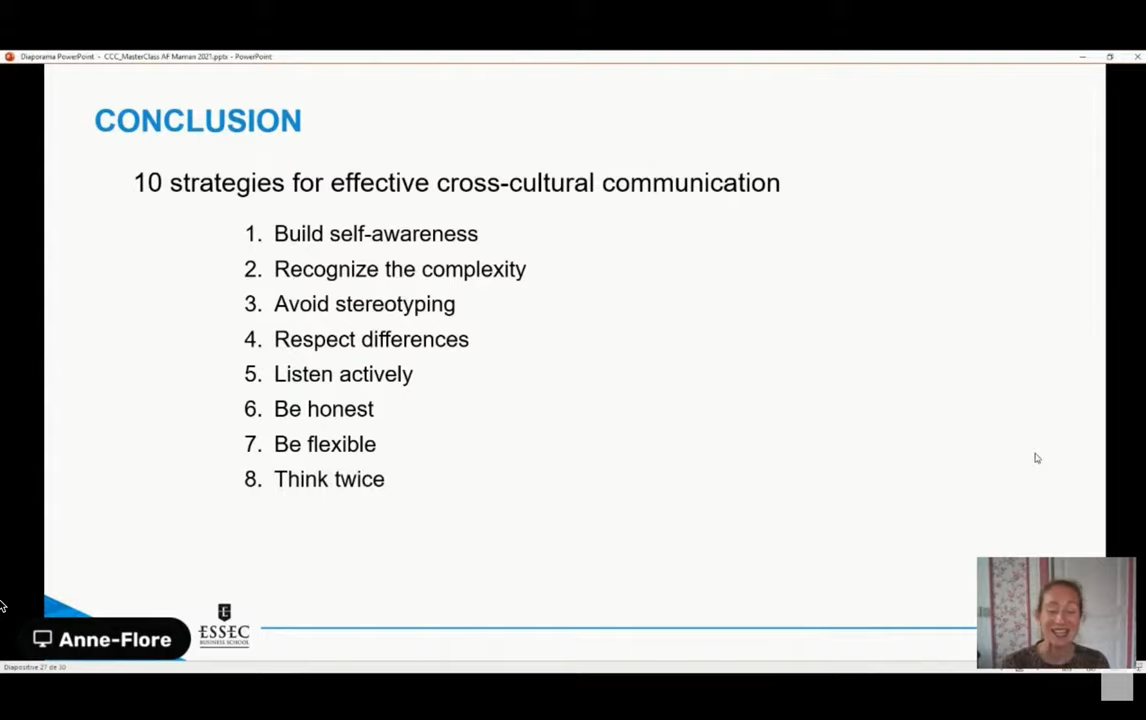 Diaporama PowerPoint - CCC_MasterClass AF Maman 2021.pptx - PowerPoint
CONCLUSION
10 strategies for effective cross-cultural communication
1. Build self-awareness
2. Recognize the complexity
3. Avoid stereotyping
4. Respect differences
5. Listen actively
6. Be honest
7. Be flexible
8. Think twice
Anne-Flore
ESSEC
BUSINESS SCHOOL
Diapositive 27 de 30